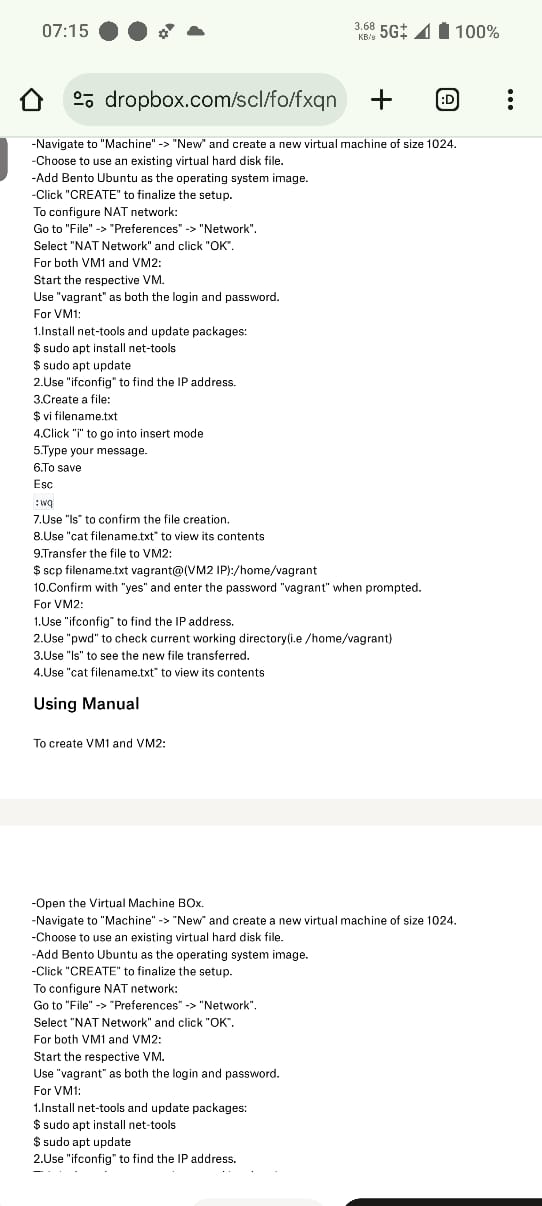 07:15
3.68 KB/s 5G 100%
dropbox.com/scl/fo/fxqn
:D
-Navigate to "Machine" -> "New" and create a new virtual machine of size 1024.
-Choose to use an existing virtual hard disk file.
-Add Bento Ubuntu as the operating system image.
-Click "CREATE" to finalize the setup.
To configure NAT network:
Go to "File" -> "Preferences" -> "Network".
Select "NAT Network" and click "OK".
For both VM1 and VM2:
Start the respective VM.
Use "vagrant" as both the login and password.
For VM1:
1.Install net-tools and update packages:
$ sudo apt install net-tools
$ sudo apt update
2.Use "ifconfig" to find the IP address.
3.Create a file:
$ vi filename.txt
4.Click "i" to go into insert mode
5.Type your message.
6.To save
Esc
:wq
7.Use "ls" to confirm the file creation.
8.Use "cat filename.txt" to view its contents
9.Transfer the file to VM2:
$ scp filename.txt vagrant@(VM2 IP):/home/vagrant
10.Confirm with "yes" and enter the password "vagrant" when prompted.
For VM2:
1.Use "ifconfig" to find the IP address.
2.Use "pwd" to check current working directory(i.e /home/vagrant)
3.Use "ls" to see the new file transferred.
4.Use "cat filename.txt" to view its contents
Using Manual
To create VM1 and VM2:
-Open the Virtual Machine BOx.
-Navigate to "Machine" -> "New" and create a new virtual machine of size 1024.
-Choose to use an existing virtual hard disk file.
-Add Bento Ubuntu as the operating system image.
-Click "CREATE" to finalize the setup.
To configure NAT network:
Go to "File" -> "Preferences" -> "Network".
Select "NAT Network" and click "OK".
For both VM1 and VM2:
Start the respective VM.
Use "vagrant" as both the login and password.
For VM1:
1.Install net-tools and update packages:
$ sudo apt install net-tools
$ sudo apt update
2.Use "ifconfig" to find the IP address.